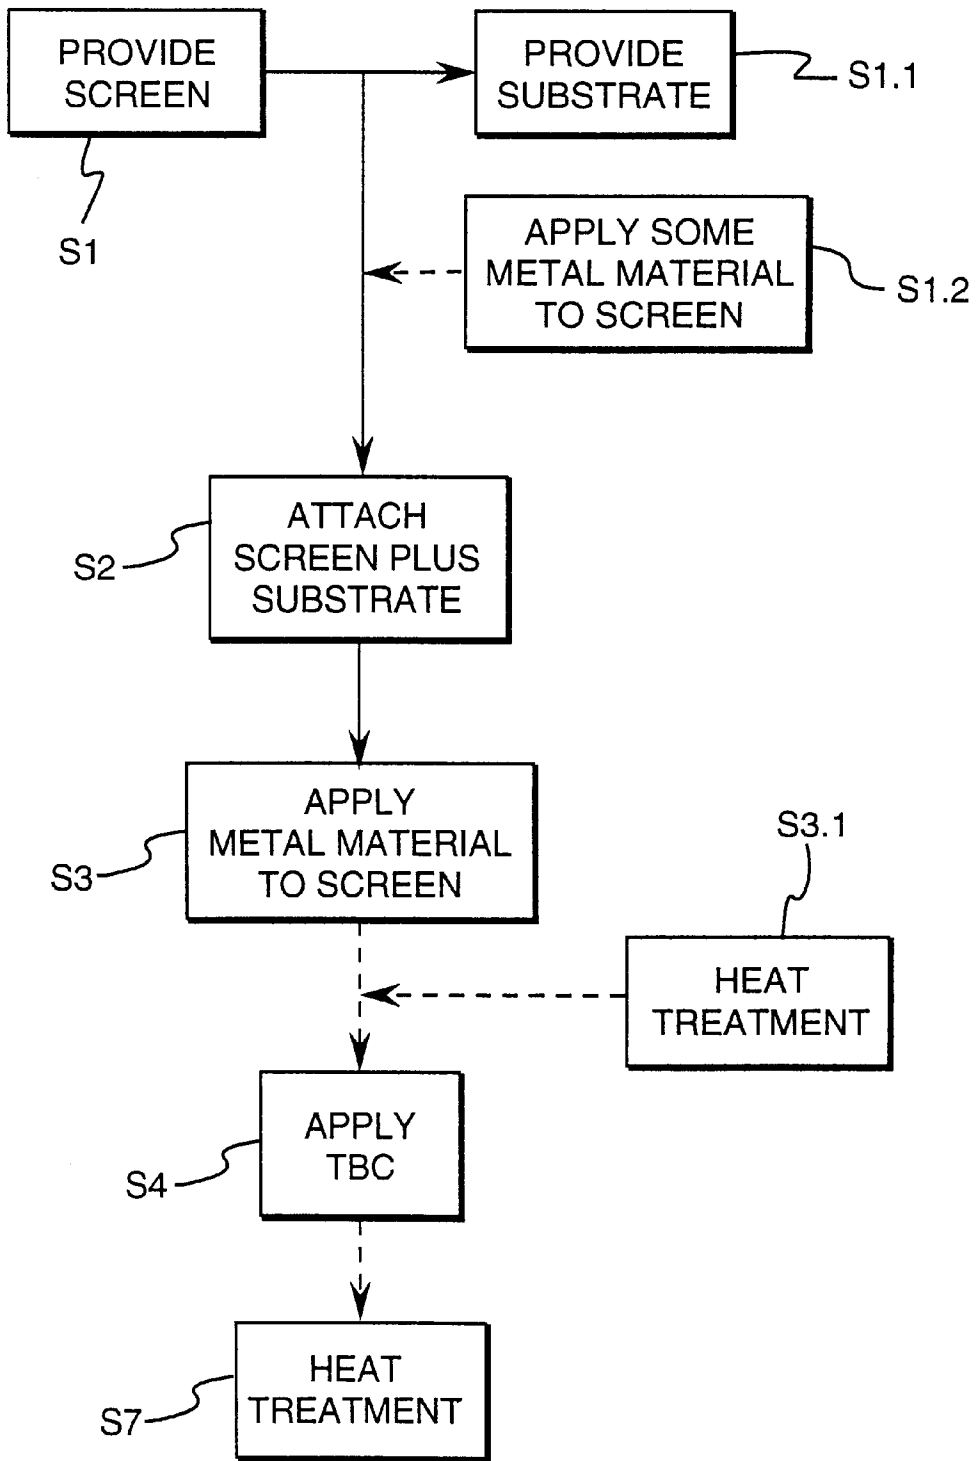 PROVIDE
SCREEN
PROVIDE
SUBSTRATE
S1.1
S1
APPLY SOME
METAL MATERIAL
TO SCREEN
S1.2
ATTACH
SCREEN PLUS
SUBSTRATE
S2
APPLY
METAL MATERIAL
TO SCREEN
S3
S3.1
HEAT
TREATMENT
APPLY
TBC
S4
HEAT
TREATMENT
S7